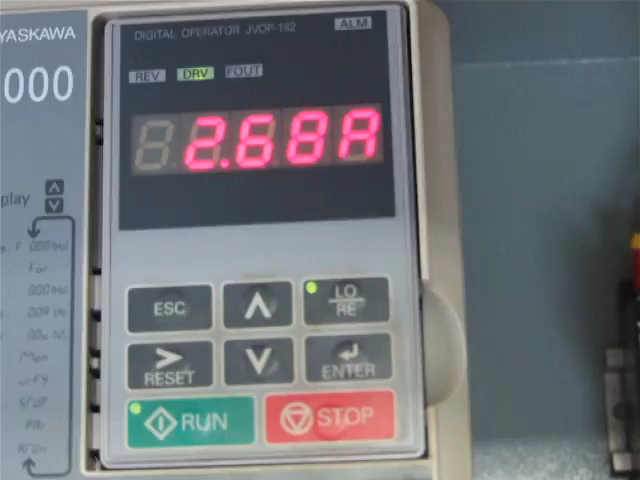 YASKAWA
DIGITAL OPERATOR JVOP-182
ALM
000
REV DRV FOUT
2.68A
play
ESC
LO
RE
>
RESET
ENTER
RUN
STOP